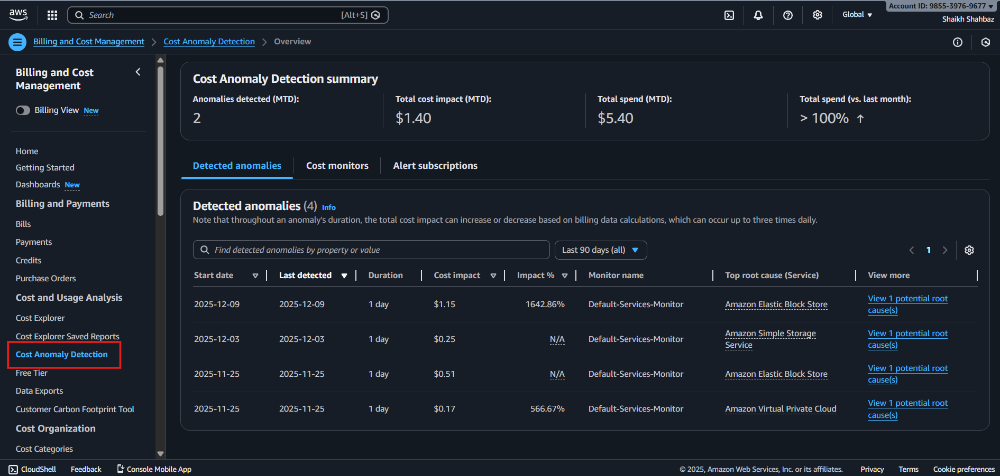 aws
Search [Alt+S]
Global
Account ID: 9855-3976-9677
Shaikh Shahbaz
Billing and Cost Management > Cost Anomaly Detection > Overview
Billing and Cost
Management
Billing View New
Home
Getting Started
Dashboards New
Billing and Payments
Bills
Payments
Credits
Purchase Orders
Cost and Usage Analysis
Cost Explorer
Cost Explorer Saved Reports
Cost Anomaly Detection
Free Tier
Data Exports
Customer Carbon Footprint Tool
Cost Organization
Cost Categories
Cost Anomaly Detection summary
Anomalies detected (MTD): Total cost impact (MTD): Total spend (MTD): Total spend (vs. last month):
2 $1.40 $5.40 > 100% ↑
Detected anomalies Cost monitors Alert subscriptions
Detected anomalies (4) Info
Note that throughout an anomaly's duration, the total cost impact can increase or decrease based on billing data calculations, which can occur up to three times daily.
Find detected anomalies by property or value Last 90 days (all) 1
Start date Last detected Duration Cost impact Impact % Monitor name Top root cause (Service) View more
2025-12-09 2025-12-09 1 day $1.15 1642.86% Default-Services-Monitor Amazon Elastic Block Store View 1 potential root
cause(s)
2025-12-03 2025-12-03 1 day $0.25 N/A Default-Services-Monitor Amazon Simple Storage View 1 potential root
Service cause(s)
2025-11-25 2025-11-25 1 day $0.51 N/A Default-Services-Monitor Amazon Elastic Block Store View 1 potential root
cause(s)
2025-11-25 2025-11-25 1 day $0.17 566.67% Default-Services-Monitor Amazon Virtual Private Cloud View 1 potential root
cause(s)
CloudShell Feedback Console Mobile App © 2025, Amazon Web Services, Inc. or its affiliates. Privacy Terms Cookie preferences